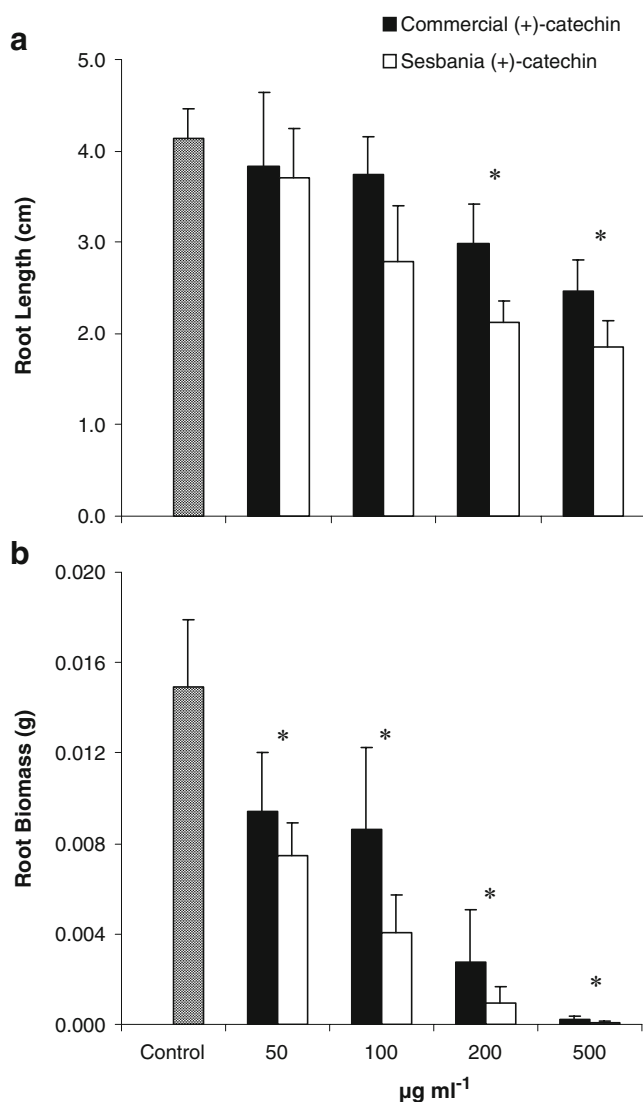 Commercial (+)-catechin
Sesbania (+)-catechin
a
5.0
4.0
3.0
2.0
1.0
0.0
Root Length (cm)
*
*
b
0.020
0.016
0.012
0.008
0.004
0.000
Root Biomass (g)
*
*
*
*
Control 50 100 200 500
µg ml⁻¹